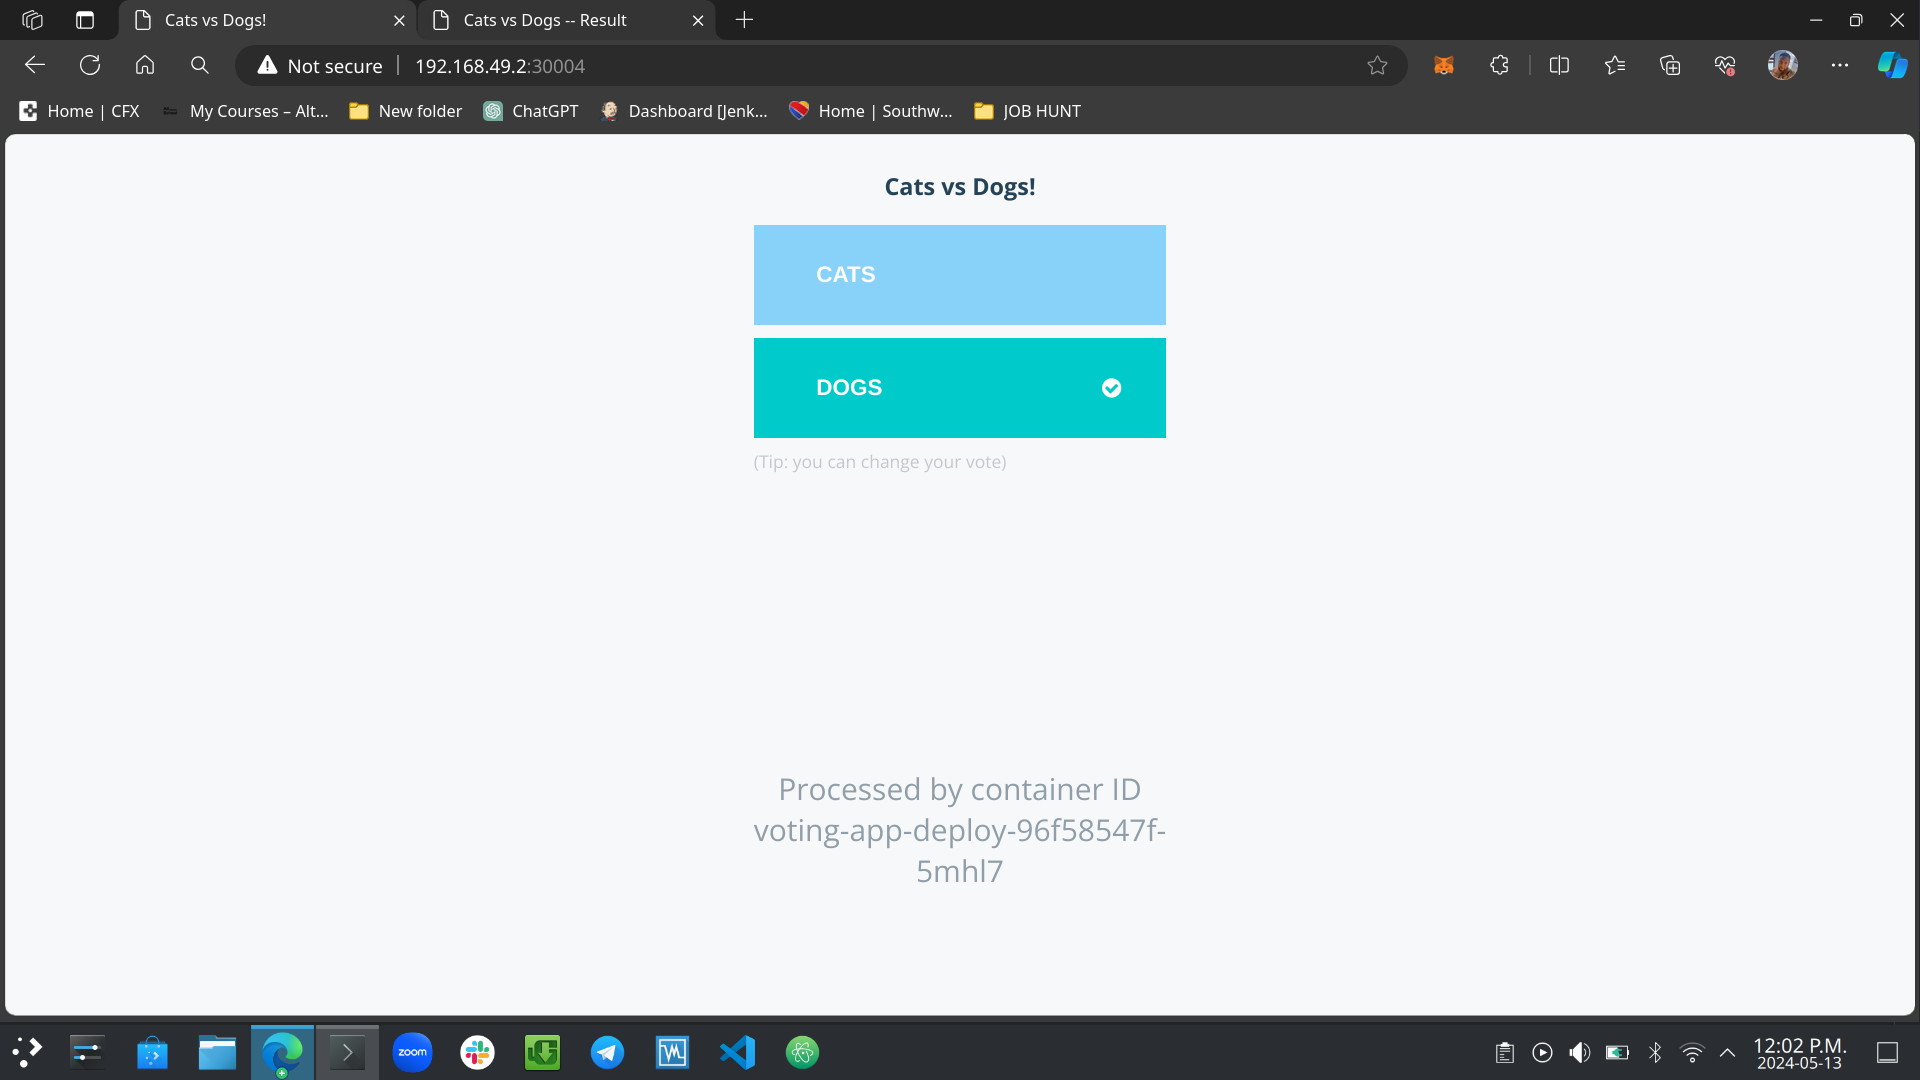 Cats vs Dogs!
Cats vs Dogs -- Result
Not secure
192.168.49.2:30004
Home | CFX
My Courses – Alt...
New folder
ChatGPT
Dashboard [Jenk...
Home | Southw...
JOB HUNT
Cats vs Dogs!
CATS
DOGS
(Tip: you can change your vote)
Processed by container ID
voting-app-deploy-96f58547f-
5mhl7
zoom
12:02 P.M.
2024-05-13